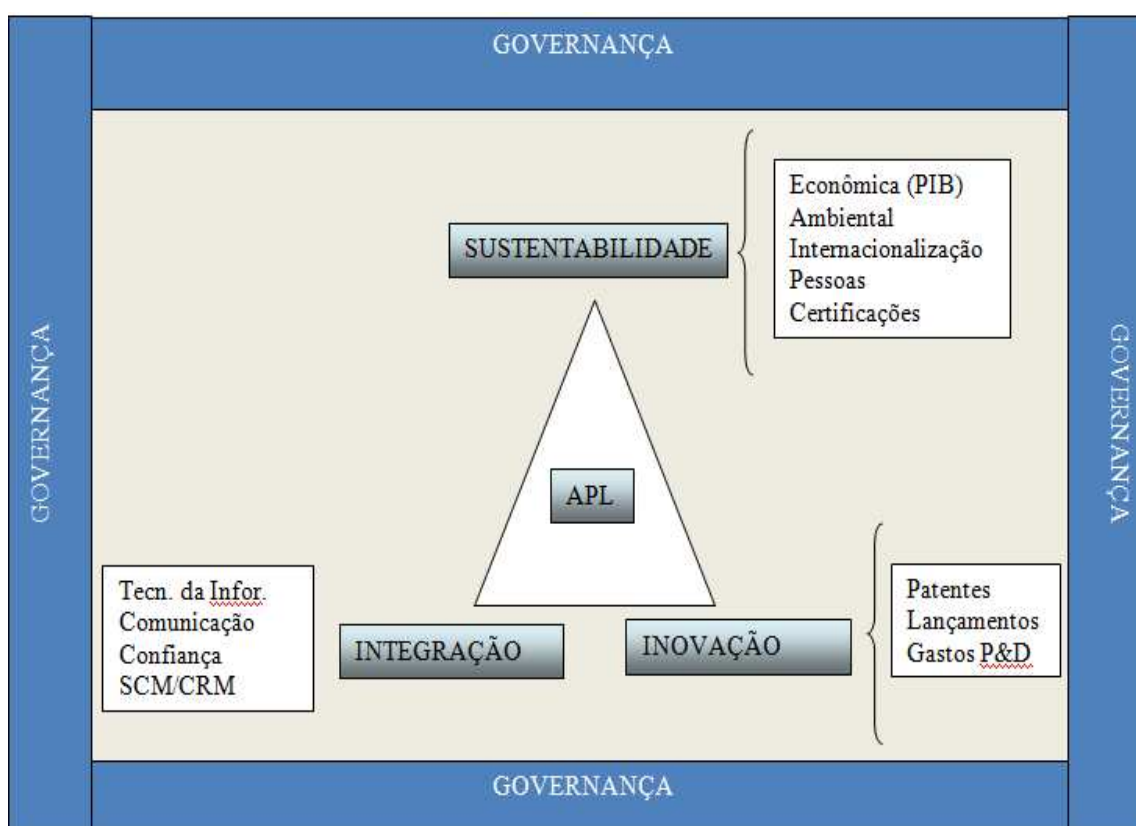 GOVERNANÇA
GOVERNANÇA
GOVERNANÇA
SUSTENTABILIDADE
Econômica (PIB)
Ambiental
Internacionalização
Pessoas
Certificações
APL
Tecn. da Infor.
Comunicação
Confiança
SCM/CRM
INTEGRAÇÃO
INOVAÇÃO
Patentes
Lançamentos
Gastos P&D
GOVERNANÇA